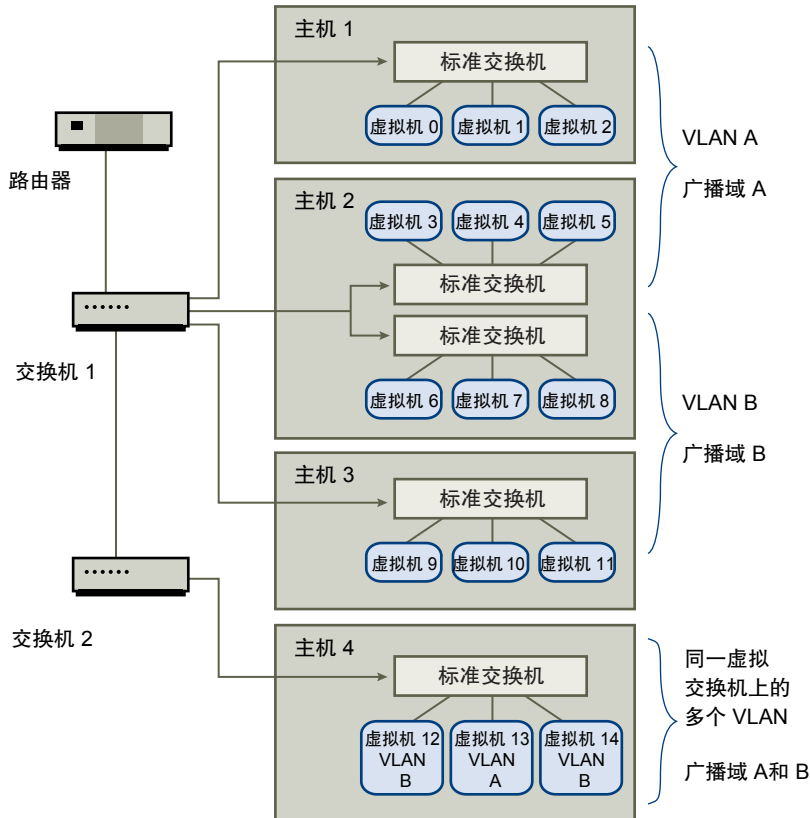 主机 1
标准交换机
虚拟机 0
虚拟机 1
虚拟机 2
VLAN A
广播域 A
路由器
主机 2
虚拟机 3
虚拟机 4
虚拟机 5
标准交换机
标准交换机
虚拟机 6
虚拟机 7
虚拟机 8
交换机 1
VLAN B
广播域 B
主机 3
标准交换机
虚拟机 9
虚拟机 10
虚拟机 11
交换机 2
主机 4
标准交换机
虚拟机 12
VLAN
B
虚拟机 13
VLAN
A
虚拟机 14
VLAN
B
同一虚拟
交换机上的
多个 VLAN
广播域 A和 B